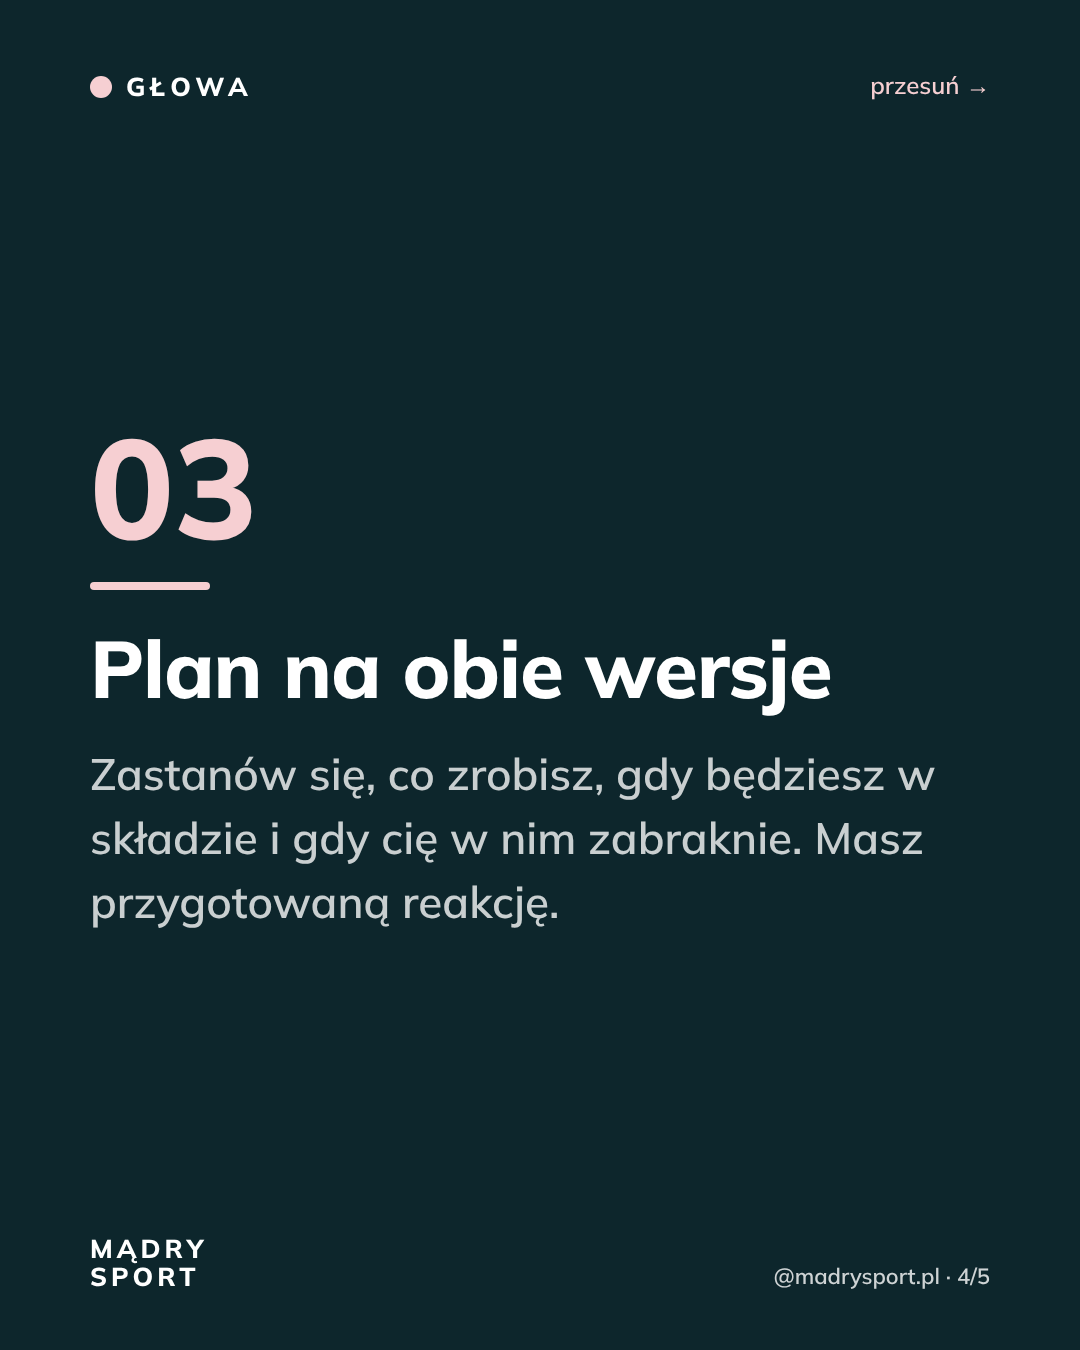 GŁOWA
przesuń →
03
Plan na obie wersje
Zastanów się, co zrobisz, gdy będziesz w
składzie i gdy cię w nim zabraknie. Masz
przygotowaną reakcję.
MĄDRY
SPORT
@madrysport.pl · 4/5